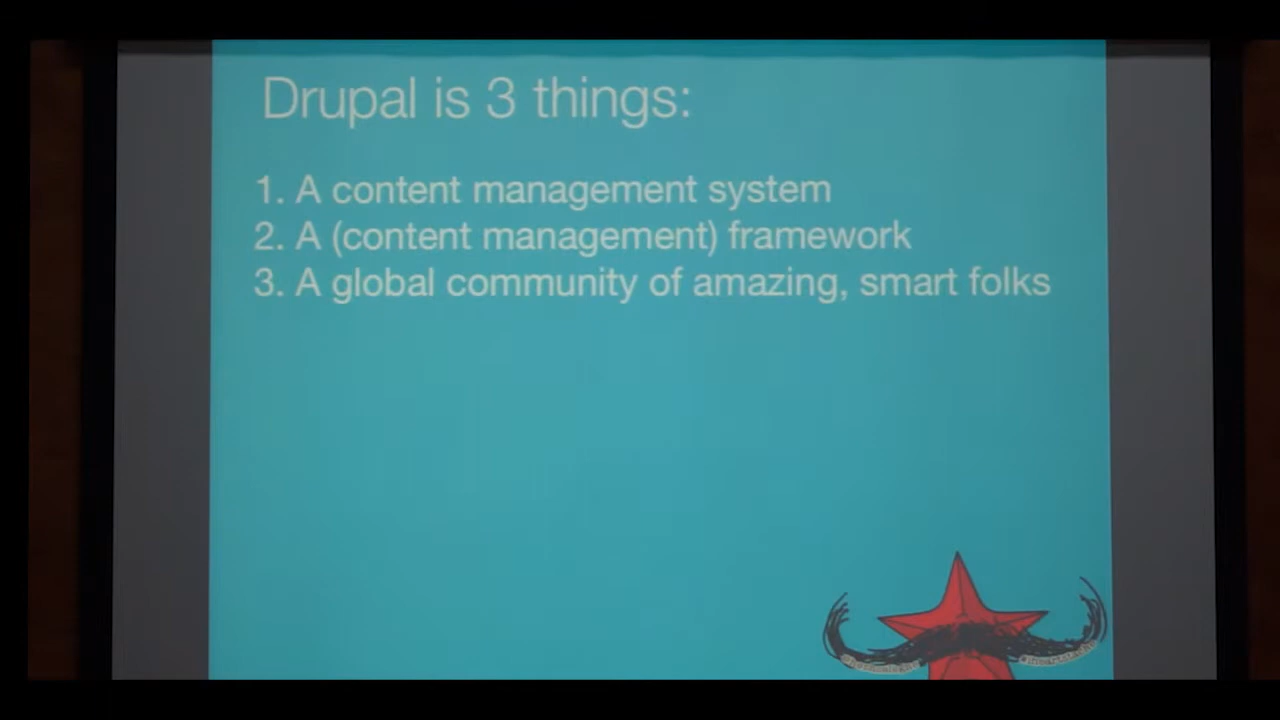 Drupal is 3 things:
1. A content management system
2. A (content management) framework
3. A global community of amazing, smart folks